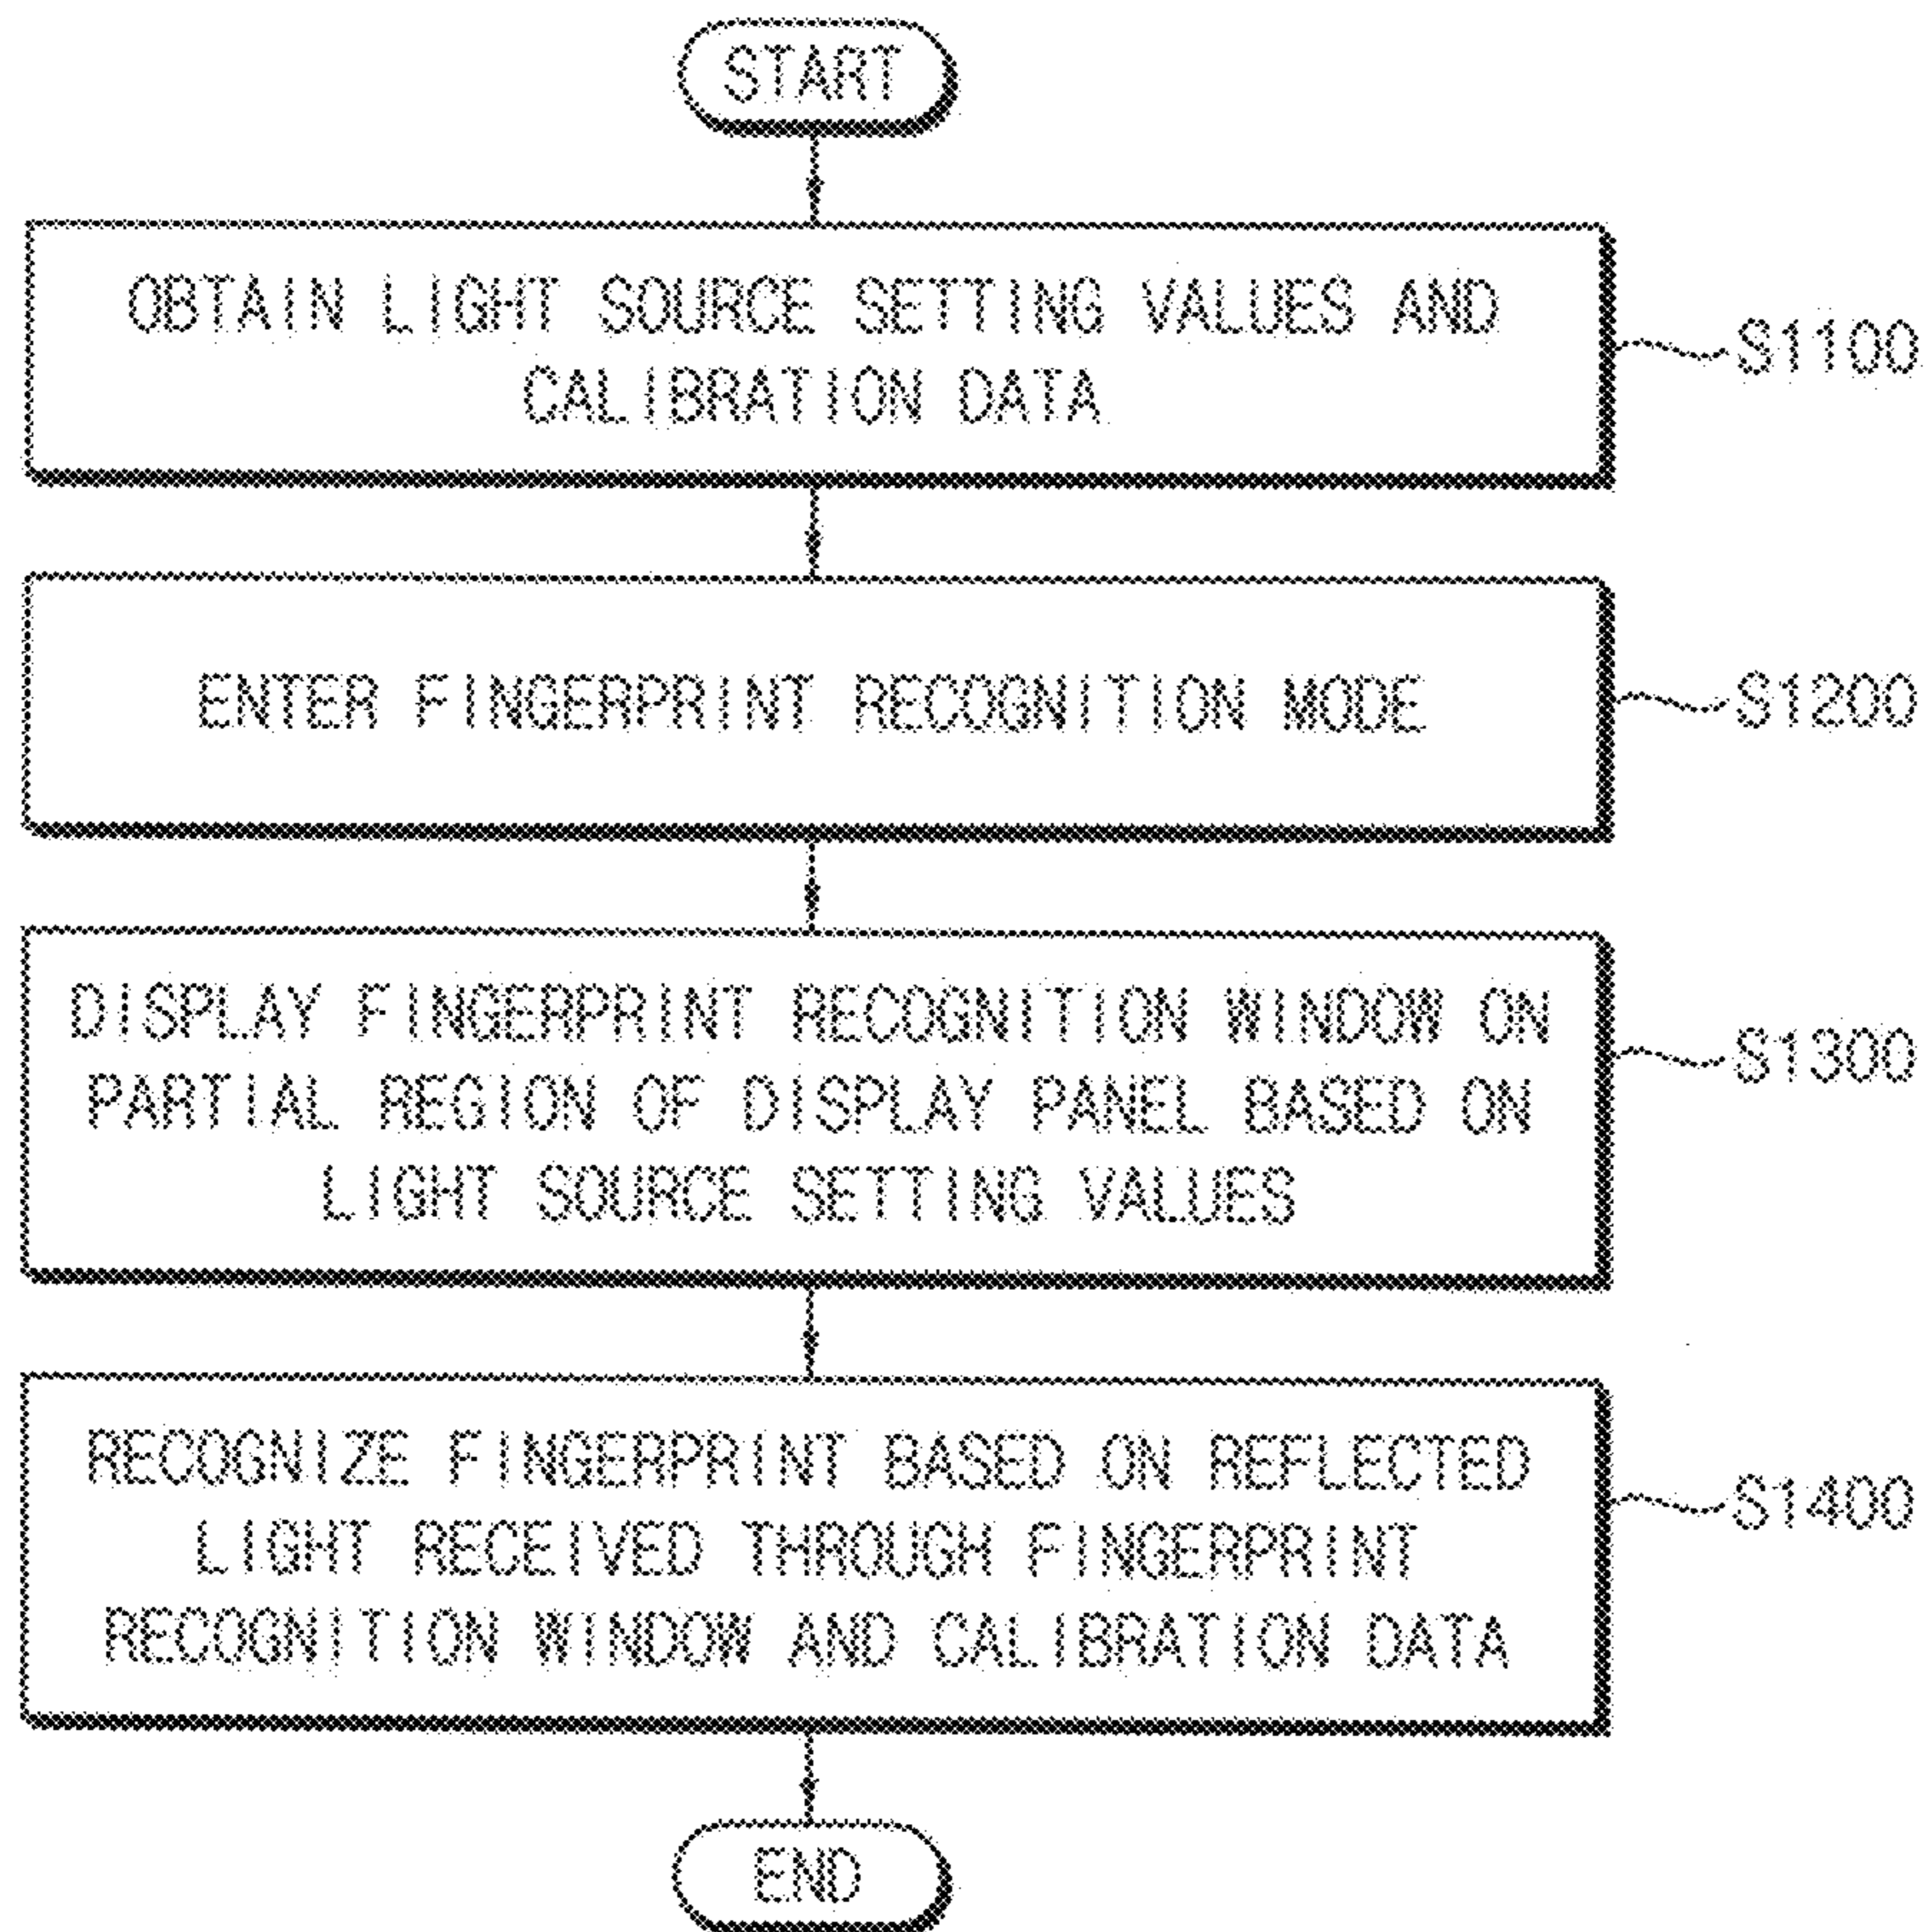 START
OBTAIN LIGHT SOURCE SETTING VALUES AND
CALIBRATION DATA
S1100
ENTER FINGERPRINT RECOGNITION MODE
S1200
DISPLAY FINGERPRINT RECOGNITION WINDOW ON
PARTIAL REGION OF DISPLAY PANEL BASED ON
LIGHT SOURCE SETTING VALUES
S1300
RECOGNIZE FINGERPRINT BASED ON REFLECTED
LIGHT RECEIVED THROUGH FINGERPRINT
RECOGNITION WINDOW AND CALIBRATION DATA
S1400
END